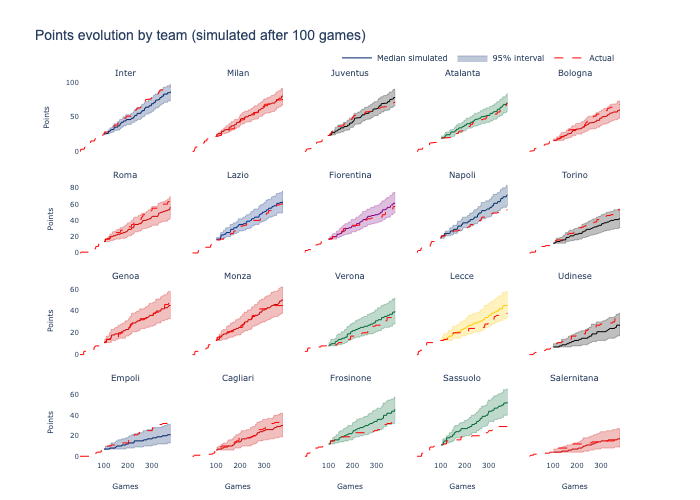 Points evolution by team (simulated after 100 games)
Median simulated 95% interval Actual
Inter Milan Juventus Atalanta Bologna
100
50
0
Points
Roma Lazio Fiorentina Napoli Torino
80
60
40
20
0
Points
Genoa Monza Verona Lecce Udinese
60
40
20
0
Points
Empoli Cagliari Frosinone Sassuolo Salernitana
60
40
20
0
Points
100 200 300 100 200 300 100 200 300 100 200 300 100 200 300
Games Games Games Games Games